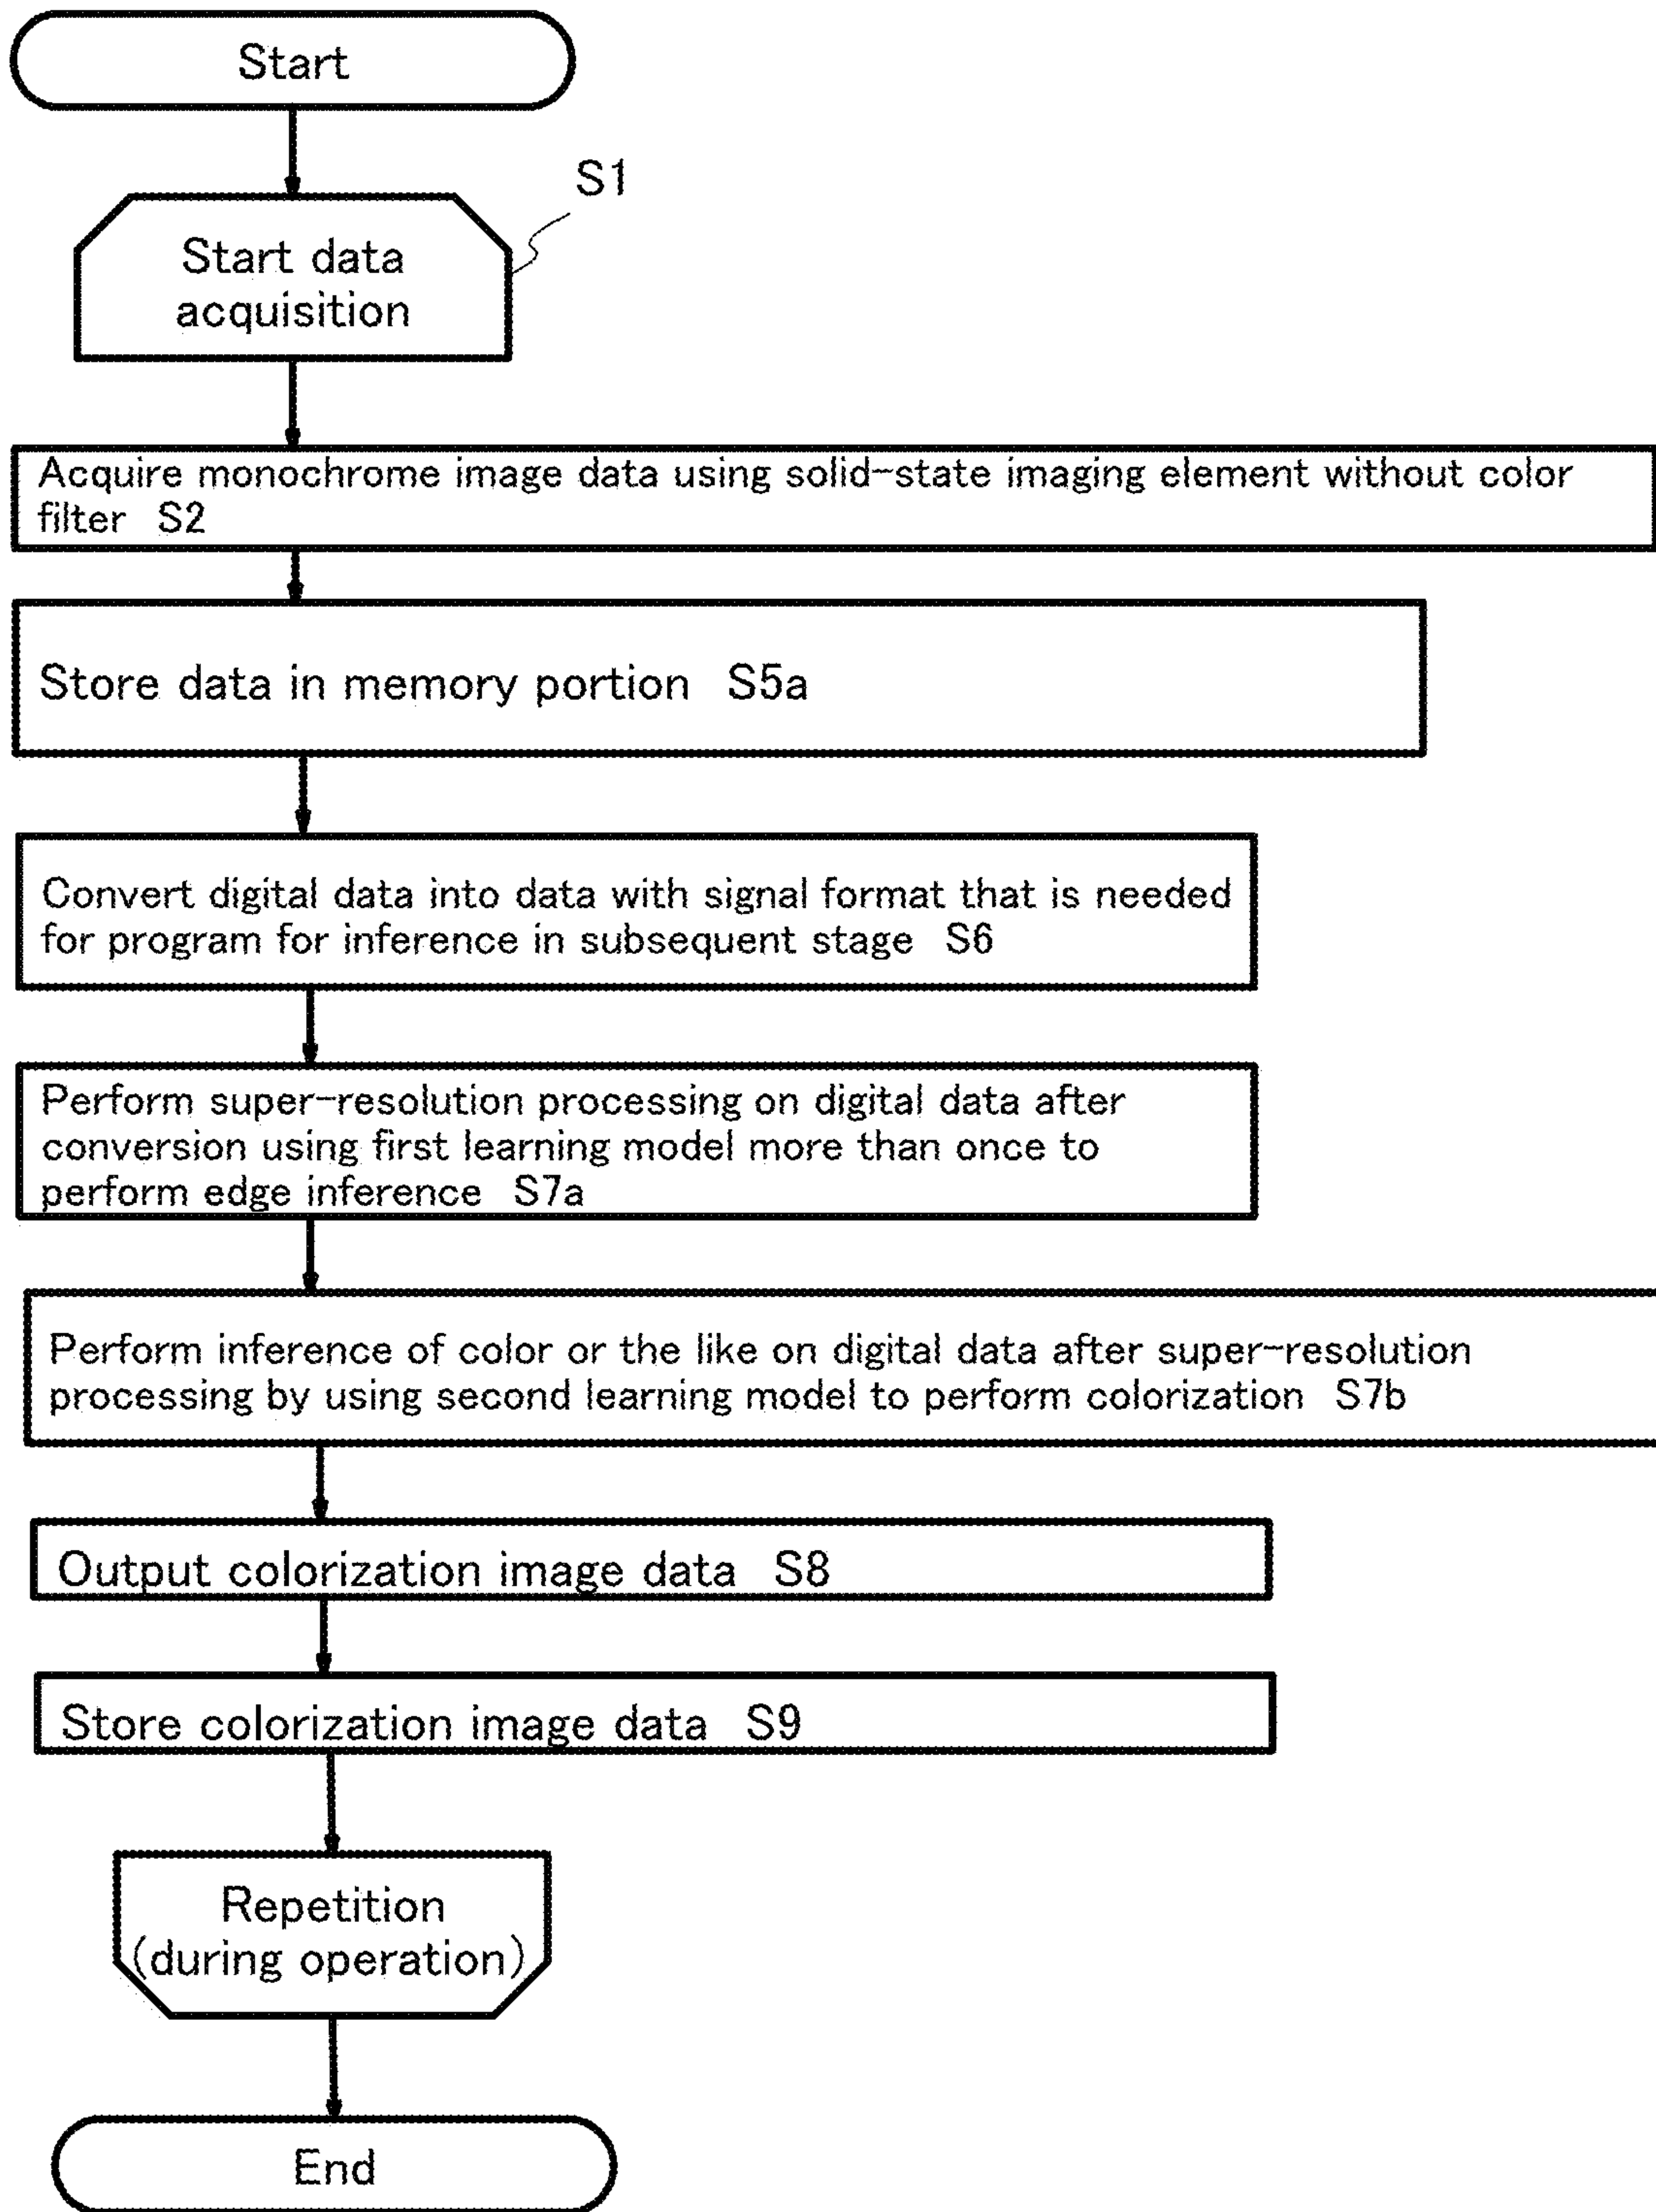 Start
S1
Start data
acquisition
Acquire monochrome image data using solid-state imaging element without color
filter S2
Store data in memory portion S5a
Convert digital data into data with signal format that is needed
for program for inference in subsequent stage S6
Perform super-resolution processing on digital data after
conversion using first learning model more than once to
perform edge inference S7a
Perform inference of color or the like on digital data after super-resolution
processing by using second learning model to perform colorization S7b
Output colorization image data S8
Store colorization image data S9
Repetition
(during operation)
End